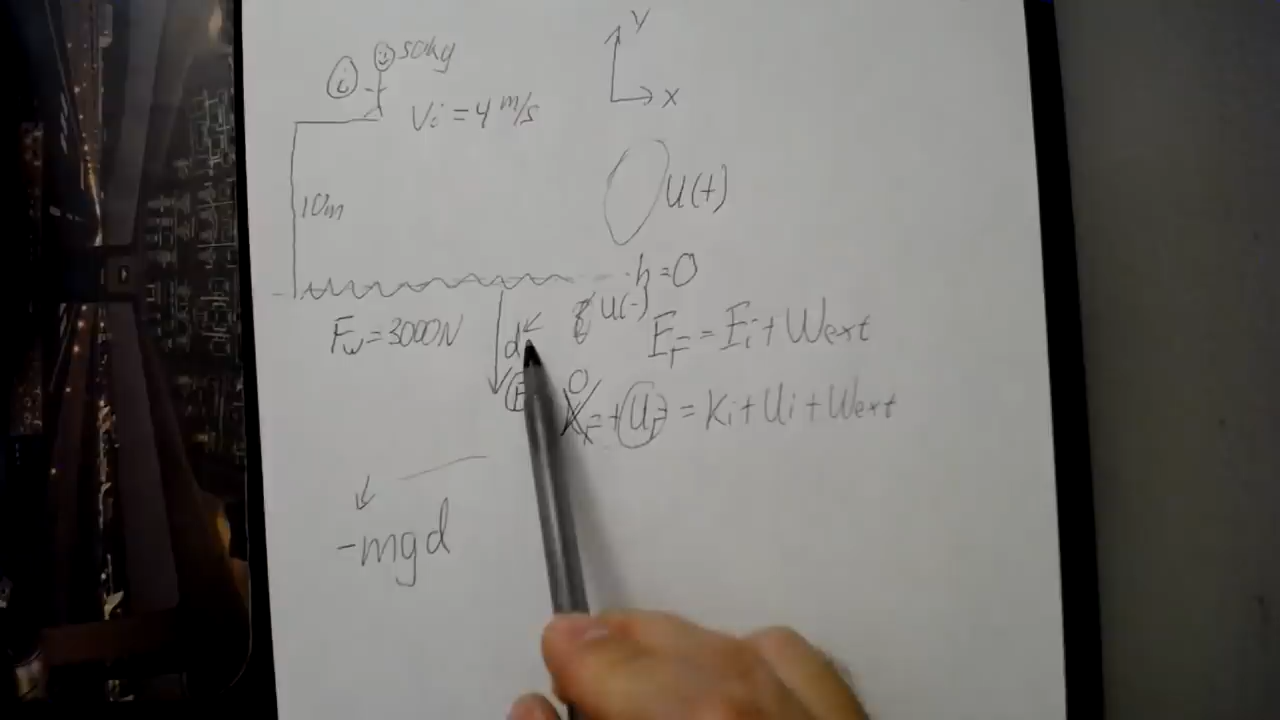 50kg
i
Vi = 4 m/s
Y
X
10m
U(+)
h=0
U(-)
Fw=3000N
d
EF = Ei + Wext
0
KF + UF = Ki + Ui + Wext
-mgd